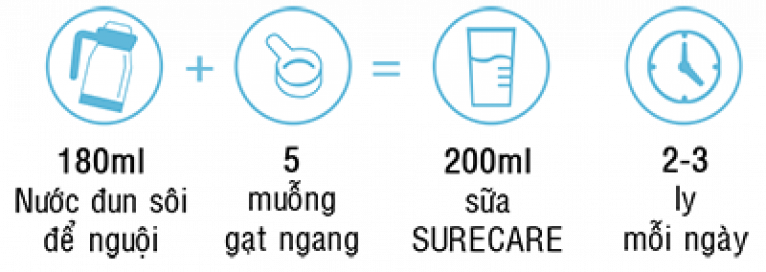 180ml
Nước đun sôi
để nguội
+
5
muỗng
gạt ngang
=
200ml
sữa
SURECARE
2-3
ly
mỗi ngày